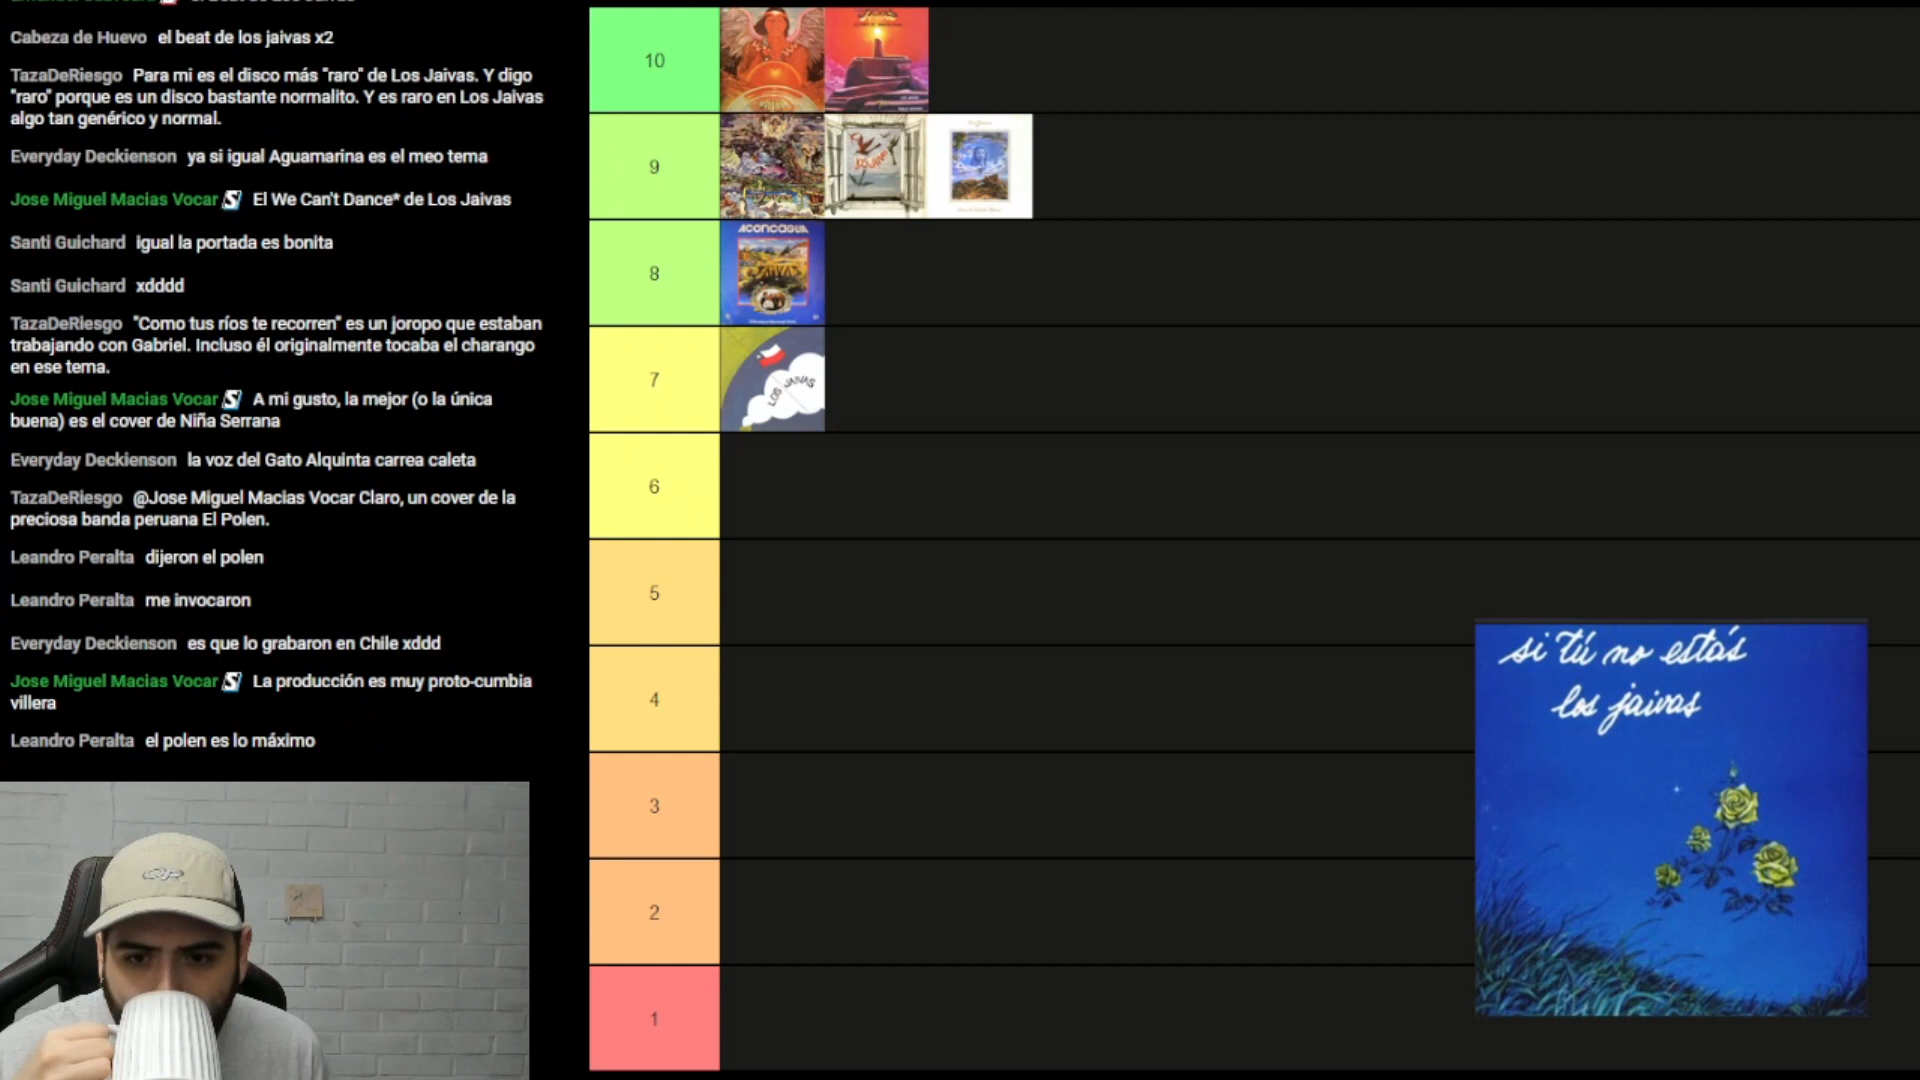 Cabeza de Huevo el beat de los jaivas x2
TazaDeRiesgo Para mi es el disco más "raro" de Los Jaivas. Y digo
"raro" porque es un disco bastante normalito. Y es raro en Los Jaivas
algo tan genérico y normal.
Everyday Deckienson ya si igual Aguamarina es el meo tema
Jose Miguel Macias Vocar S El We Can't Dance* de Los Jaivas
Santi Guichard igual la portada es bonita
Santi Guichard xdddd
TazaDeRiesgo "Como tus ríos te recorren" es un joropo que estaban
trabajando con Gabriel. Incluso él originalmente tocaba el charango
en ese tema.
Jose Miguel Macias Vocar S A mi gusto, la mejor (o la única
buena) es el cover de Niña Serrana
Everyday Deckienson la voz del Gato Alquinta carrea caleta
TazaDeRiesgo @Jose Miguel Macias Vocar Claro, un cover de la
preciosa banda peruana El Polen.
Leandro Peralta dijeron el polen
Leandro Peralta me invocaron
Everyday Deckienson es que lo grabaron en Chile xddd
Jose Miguel Macias Vocar S La producción es muy proto-cumbia
villera
Leandro Peralta el polen es lo máximo
10
9
8
ACONCAGUA
JAIVAS
7
LOS JAIVAS
6
5
4
3
2
1
si tú no estás
los jaivas
OR